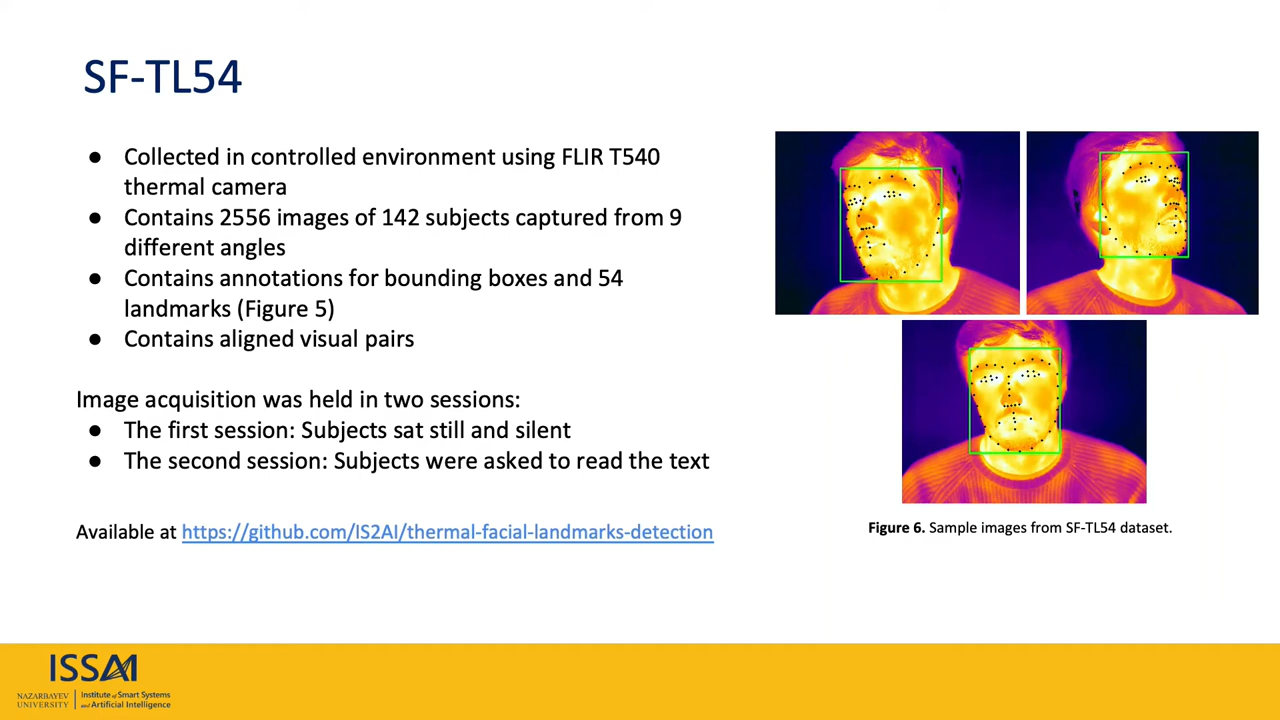 SF-TL54
● Collected in controlled environment using FLIR T540
thermal camera
● Contains 2556 images of 142 subjects captured from 9
different angles
● Contains annotations for bounding boxes and 54
landmarks (Figure 5)
● Contains aligned visual pairs
Image acquisition was held in two sessions:
● The first session: Subjects sat still and silent
● The second session: Subjects were asked to read the text
Available at https://github.com/IS2AI/thermal-facial-landmarks-detection
Figure 6. Sample images from SF-TL54 dataset.
ISSAI
NAZARBAYEV
UNIVERSITY
Institute of Smart Systems
and Artificial Intelligence